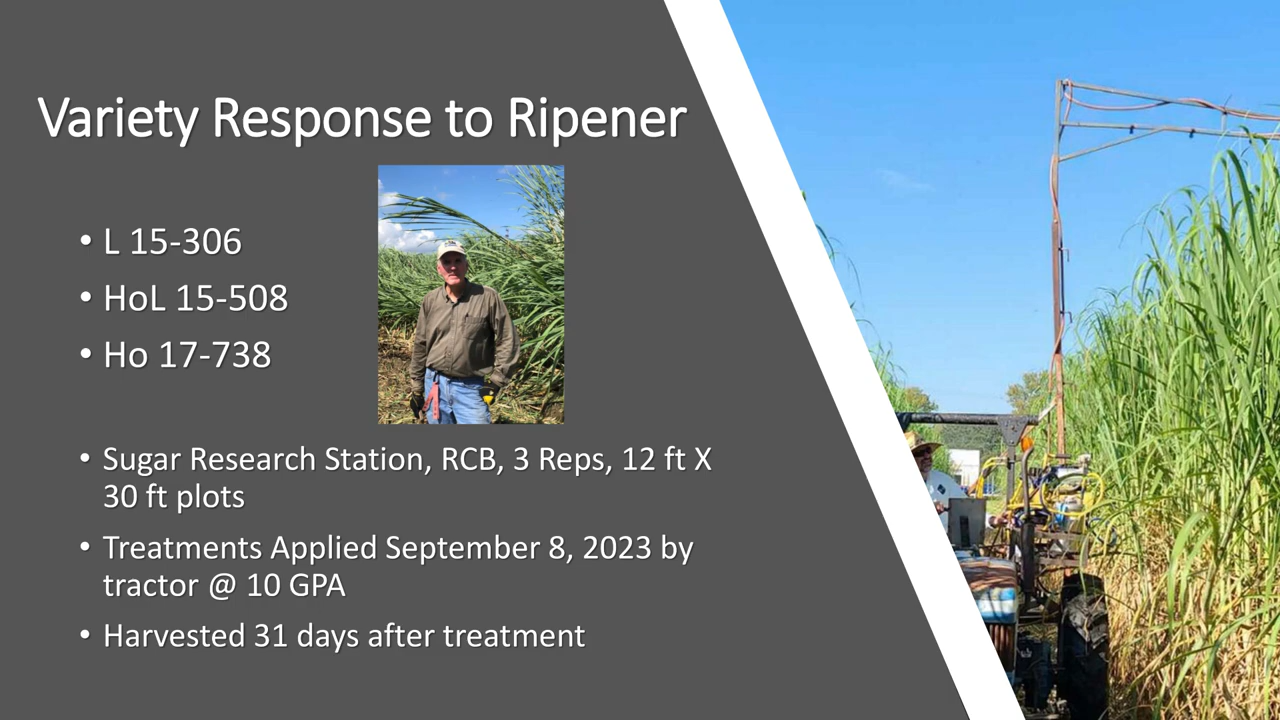 Variety Response to Ripener
• L 15-306
• HoL 15-508
• Ho 17-738
• Sugar Research Station, RCB, 3 Reps, 12 ft X
30 ft plots
• Treatments Applied September 8, 2023 by
tractor @ 10 GPA
• Harvested 31 days after treatment